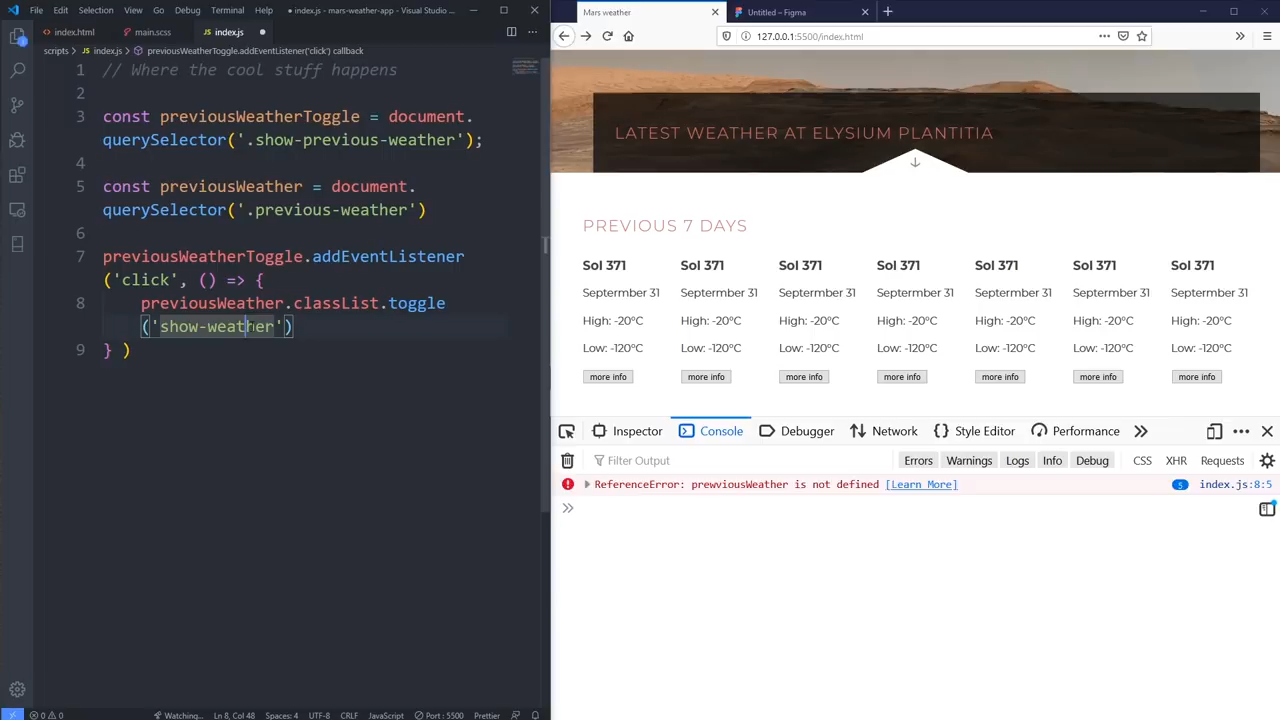 File Edit Selection View Go Debug Terminal Help • index.js - mars-weather-app - Visual Studio ...
Mars weather
Untitled – Figma
index.html
main.scss
JS index.js
127.0.0.1:5500/index.html
scripts > JS index.js > previousWeatherToggle.addEventListener('click') callback
1 // Where the cool stuff happens
2
3 const previousWeatherToggle = document.
querySelector('.show-previous-weather');
4
5 const previousWeather = document.
querySelector('.previous-weather')
6
7 previousWeatherToggle.addEventListener
('click', () => {
8 previousWeather.classList.toggle
('show-weather')
9 } )
LATEST WEATHER AT ELYSIUM PLANTITIA
PREVIOUS 7 DAYS
Sol 371 Sol 371 Sol 371 Sol 371 Sol 371 Sol 371 Sol 371
Septermber 31 Septermber 31 Septermber 31 Septermber 31 Septermber 31 Septermber 31 Septermber 31
High: -20°C High: -20°C High: -20°C High: -20°C High: -20°C High: -20°C High: -20°C
Low: -120°C Low: -120°C Low: -120°C Low: -120°C Low: -120°C Low: -120°C Low: -120°C
more info more info more info more info more info more info more info
Inspector Console Debugger Network Style Editor Performance
Filter Output Errors Warnings Logs Info Debug CSS XHR Requests
ReferenceError: prewviousWeather is not defined [Learn More] 5 index.js:8:5
0 0 Watching... Ln 8, Col 48 Spaces: 4 UTF-8 CRLF JavaScript Port : 5500 Prettier